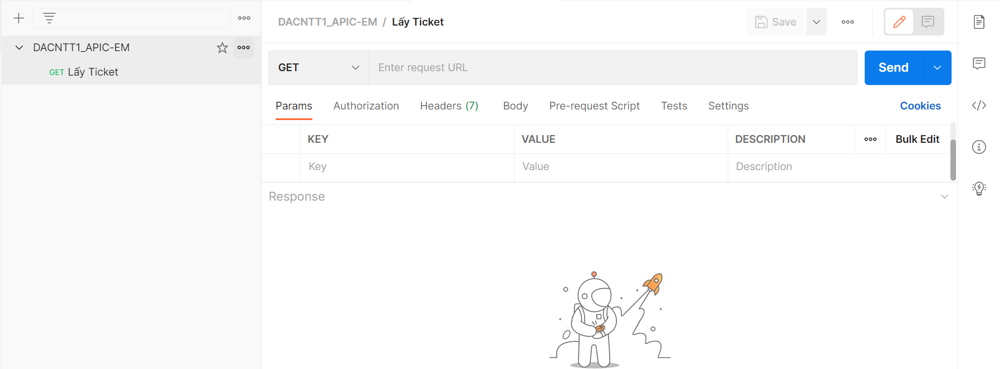 DACNTT1_APIC-EM
GET Lấy Ticket
DACNTT1_APIC-EM / Lấy Ticket
Save
GET Enter request URL Send
Params Authorization Headers (7) Body Pre-request Script Tests Settings Cookies
KEY VALUE DESCRIPTION Bulk Edit
Key Value Description
Response